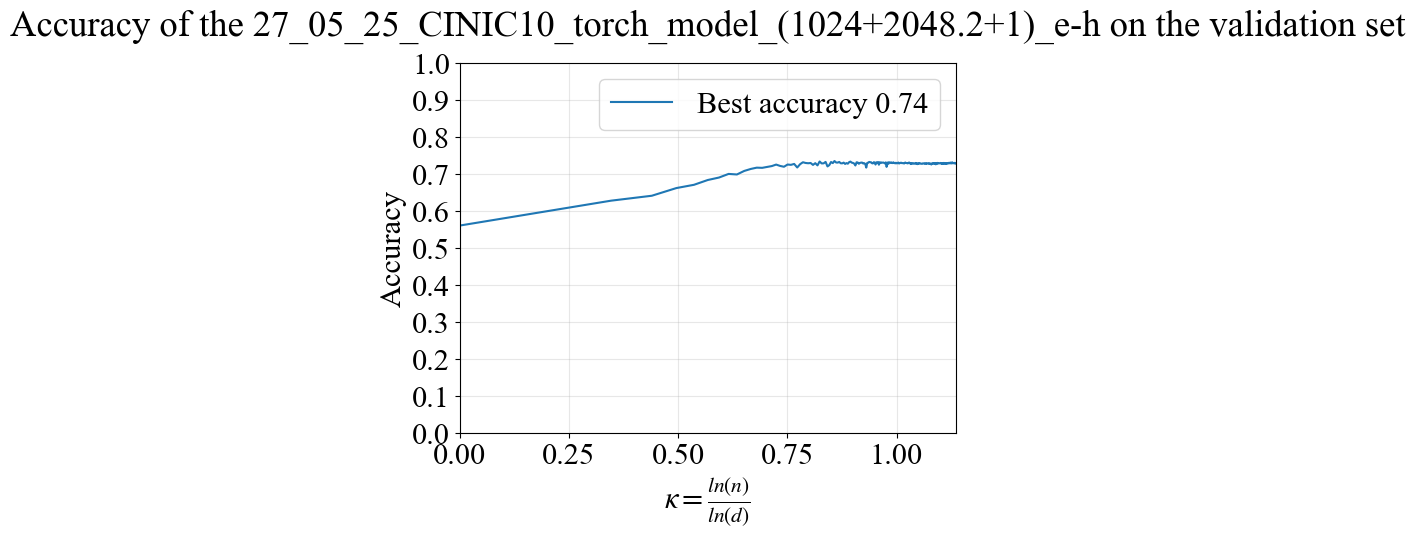 Accuracy of the 27_05_25_CINIC10_torch_model_(1024+2048.2+1)_e-h on the validation set
Best accuracy 0.74
Accuracy
1.0
0.9
0.8
0.7
0.6
0.5
0.4
0.3
0.2
0.1
0.0
0.00 0.25 0.50 0.75 1.00
κ = ln(n) / ln(d)